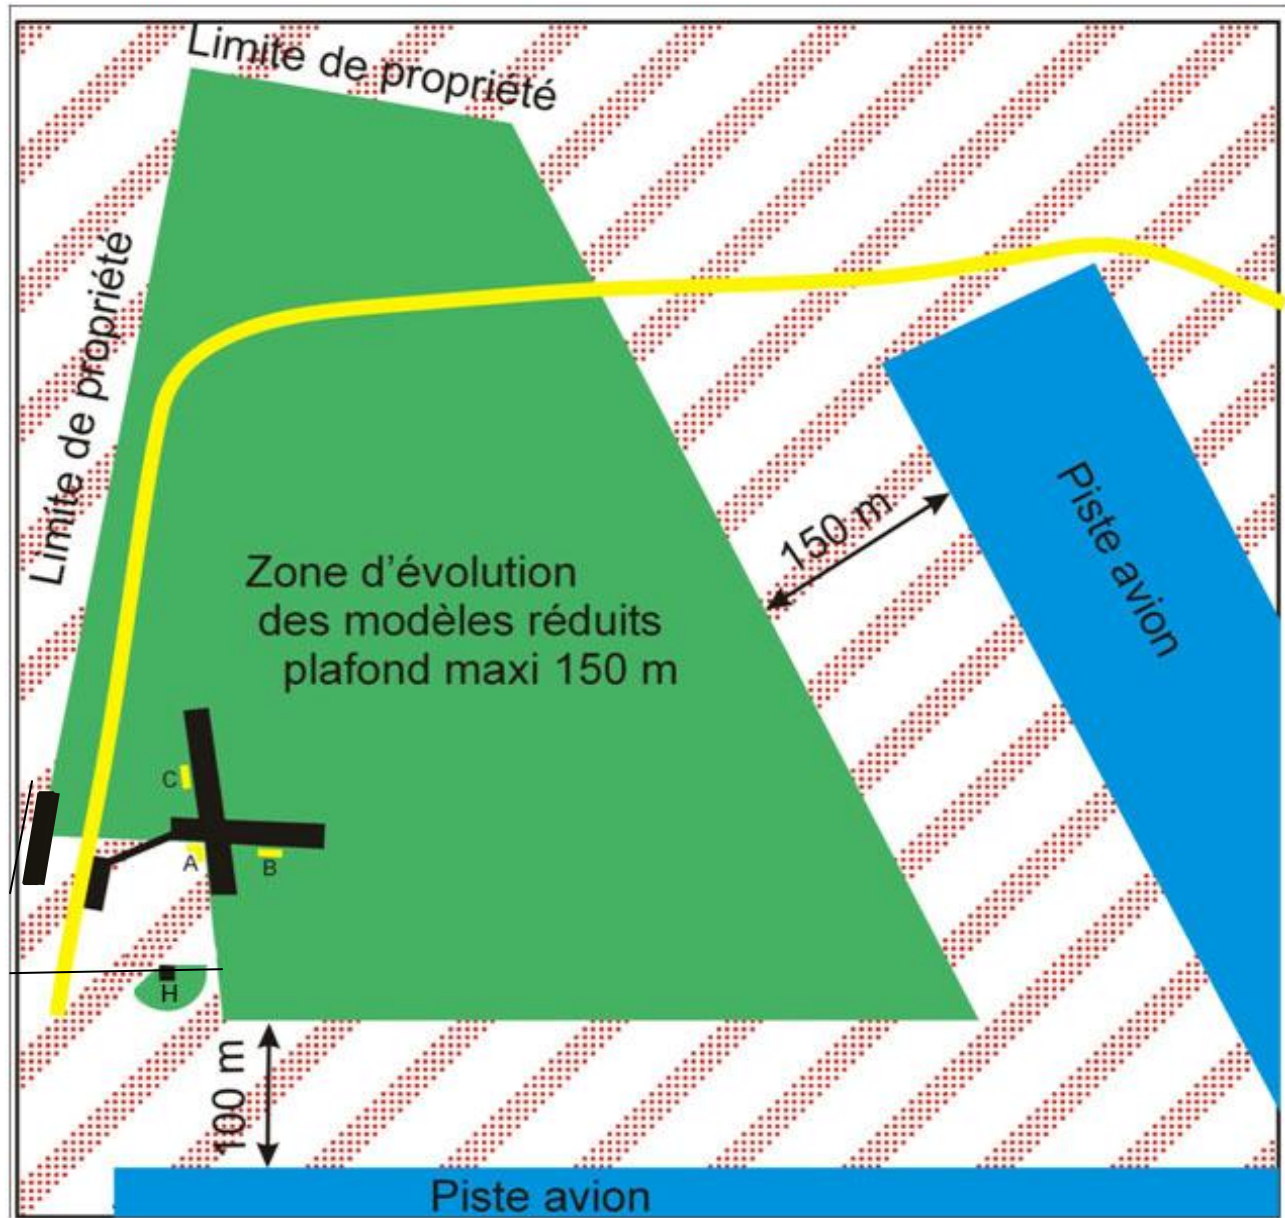 Limite de propriété
Limite de propriété
150 m
Piste avion
Zone d'évolution
des modèles réduits
plafond maxi 150 m
C
A
B
H
100 m
Piste avion